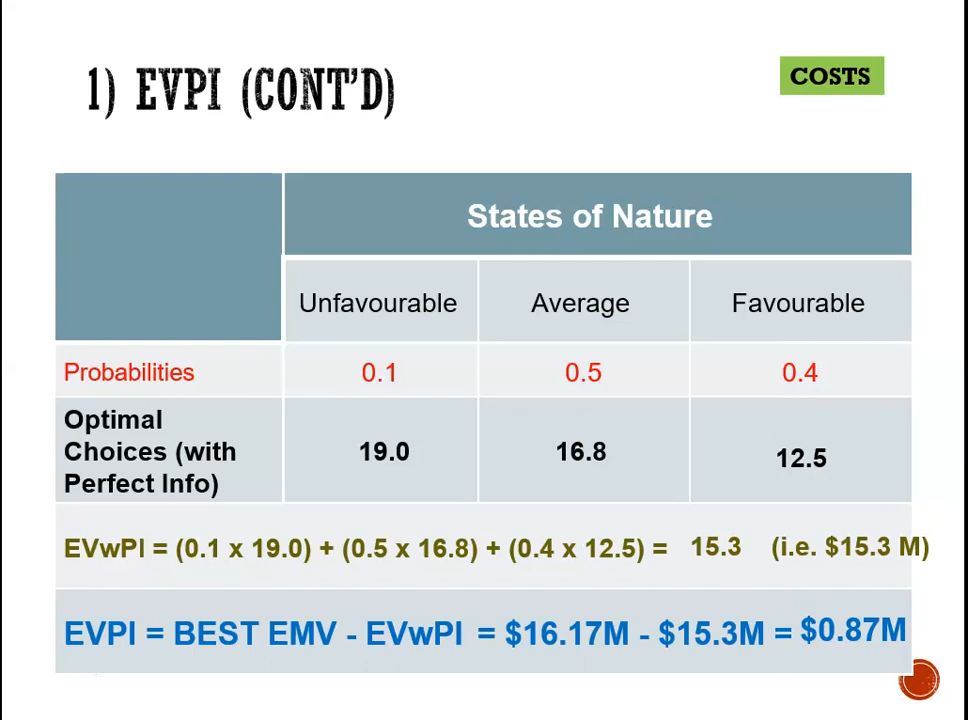 1) EVPI (CONT'D)
COSTS
States of Nature
Unfavourable Average Favourable
Probabilities 0.1 0.5 0.4
Optimal
Choices (with
Perfect Info) 19.0 16.8 12.5
EVwPI = (0.1 x 19.0) + (0.5 x 16.8) + (0.4 x 12.5) = 15.3 (i.e. $15.3 M)
EVPI = BEST EMV - EVwPI = $16.17M - $15.3M = $0.87M